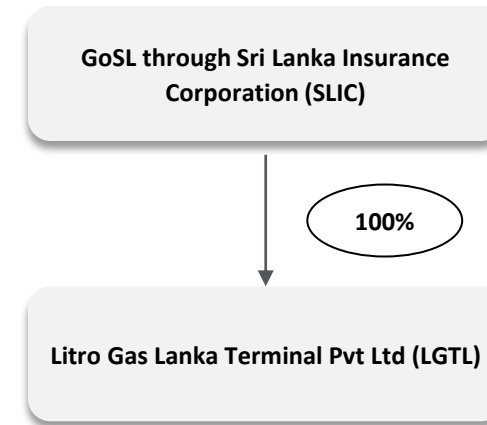 GoSL through Sri Lanka Insurance
Corporation (SLIC)
100%
Litro Gas Lanka Terminal Pvt Ltd (LGTL)